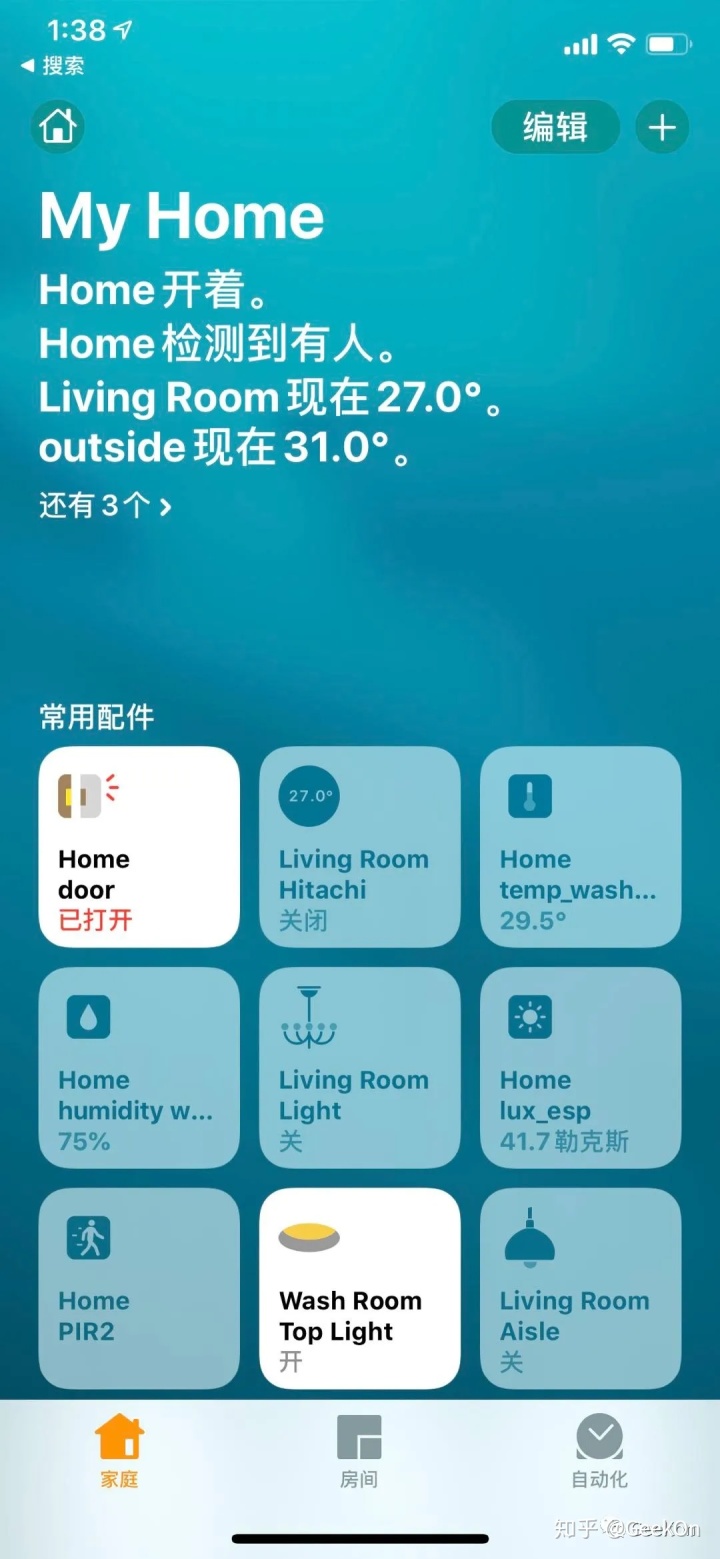 1:38
搜索
编辑
My Home
Home 开着。
Home 检测到有人。
Living Room 现在 27.0°。
outside 现在 31.0°。
还有 3 个
常用配件
Home
door
已打开
27.0°
Living Room
Hitachi
关闭
Home
temp_wash...
29.5°
Home
humidity w...
75%
Living Room
Light
关
Home
lux_esp
41.7 勒克斯
Home
PIR2
Wash Room
Top Light
开
Living Room
Aisle
关
家庭
房间
自动化
知乎 @GeekOn